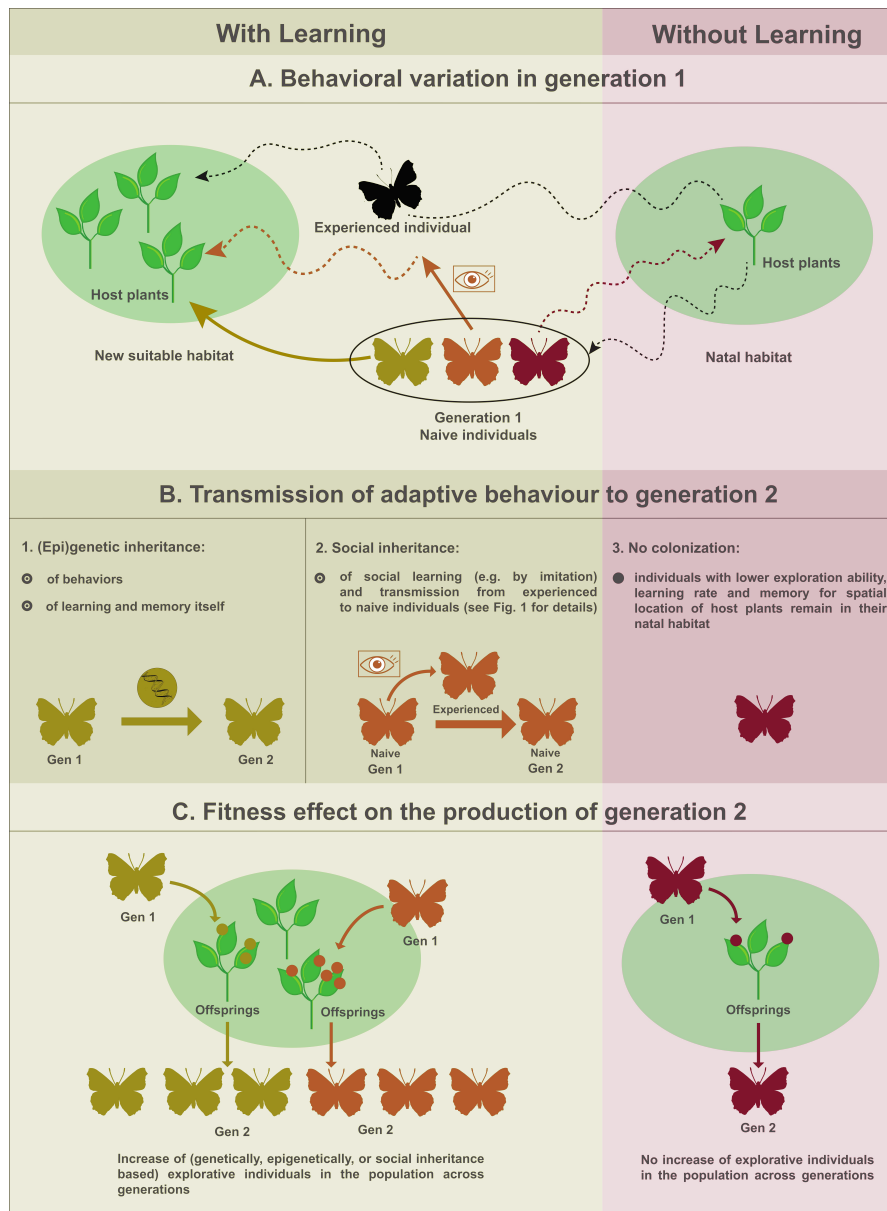 With Learning
Without Learning
A. Behavioral variation in generation 1
Experienced individual
Host plants
Host plants
New suitable habitat
Natal habitat
Generation 1
Naive individuals
B. Transmission of adaptive behaviour to generation 2
1. (Epi)genetic inheritance:
of behaviors
of learning and memory itself
Gen 1
Gen 2
2. Social inheritance:
of social learning (e.g. by imitation)
and transmission from experienced
to naive individuals (see Fig. 1 for details)
Experienced
Naive
Gen 1
Naive
Gen 2
3. No colonization:
individuals with lower exploration ability,
learning rate and memory for spatial
location of host plants remain in their
natal habitat
C. Fitness effect on the production of generation 2
Gen 1
Gen 1
Gen 1
Offsprings
Offsprings
Offsprings
Gen 2
Gen 2
Gen 2
Increase of (genetically, epigenetically, or social inheritance
based) explorative individuals in the population across
generations
No increase of explorative individuals
in the population across generations